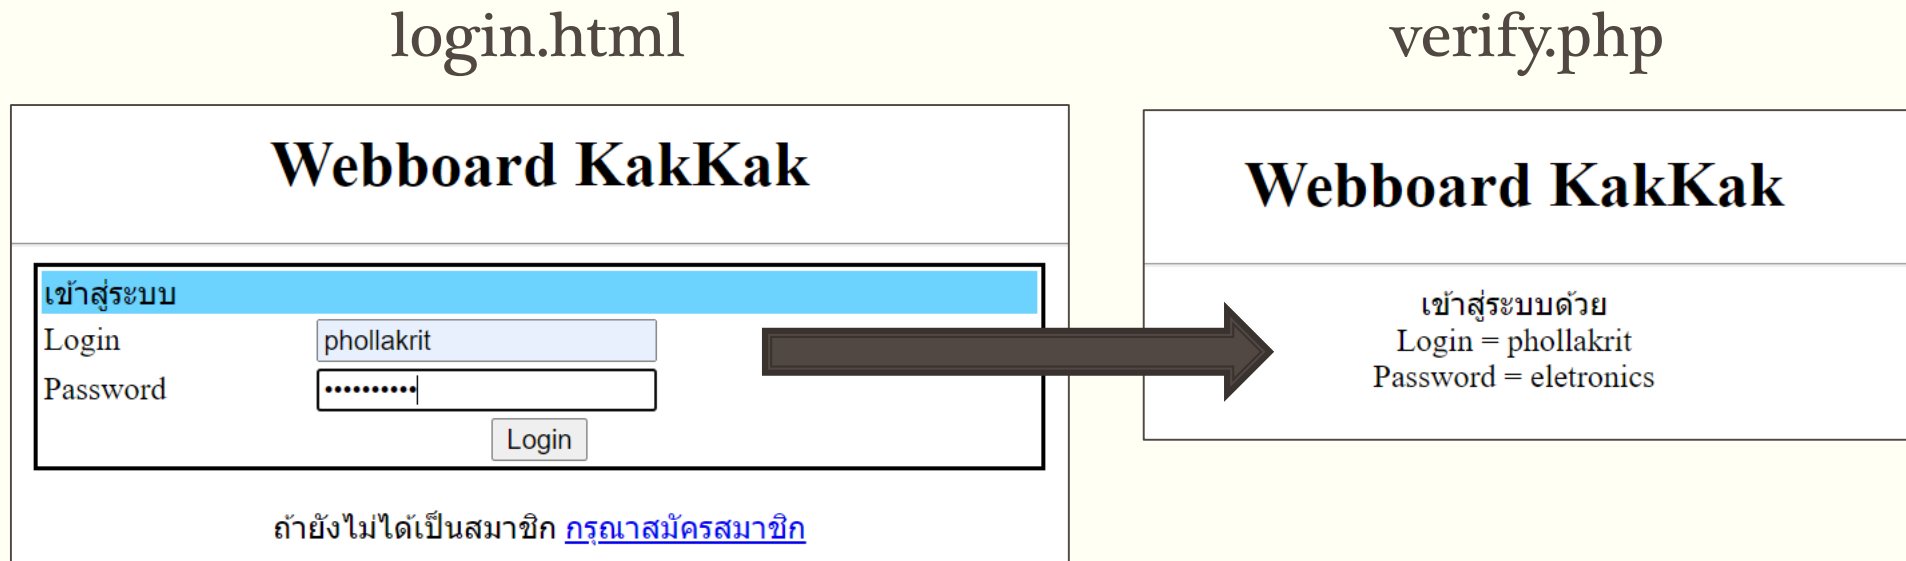 login.html
Webboard KakKak
เข้าสู่ระบบ
Login phollakrit
Password ••••••••••
Login
ถ้ายังไม่ได้เป็นสมาชิก กรุณาสมัครสมาชิก
verify.php
Webboard KakKak
เข้าสู่ระบบด้วย
Login = phollakrit
Password = eletronics